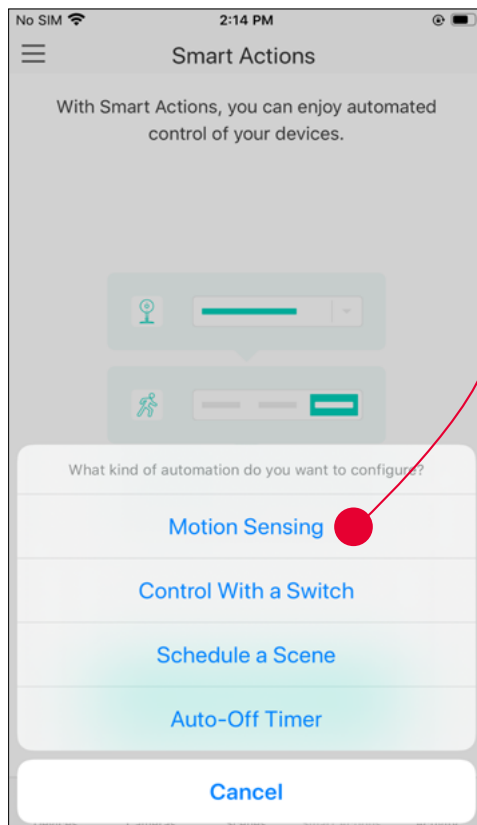 No SIM 2:14 PM
Smart Actions
With Smart Actions, you can enjoy automated
control of your devices.
What kind of automation do you want to configure?
Motion Sensing
Control With a Switch
Schedule a Scene
Auto-Off Timer
Cancel